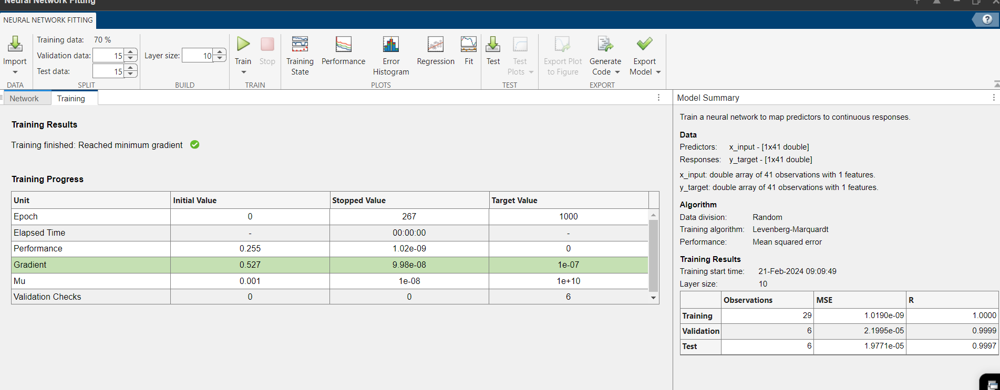 Neural Network Fitting
NEURAL NETWORK FITTING
?
Import
DATA
Training data: 70 %
Validation data: 15
Test data: 15
SPLIT
Layer size: 10
BUILD
Train
Stop
TRAIN
Training State
Performance
Error Histogram
Regression
Fit
PLOTS
Test
Test Plots
TEST
Export Plot to Figure
Generate Code
Export Model
EXPORT
Network
Training
Training Results
Training finished: Reached minimum gradient
Training Progress
Unit Initial Value Stopped Value Target Value
Epoch 0 267 1000
Elapsed Time - 00:00:00 -
Performance 0.255 1.02e-09 0
Gradient 0.527 9.98e-08 1e-07
Mu 0.001 1e-08 1e+10
Validation Checks 0 0 6
Model Summary
Train a neural network to map predictors to continuous responses.
Data
Predictors: x_input - [1x41 double]
Responses: y_target - [1x41 double]
x_input: double array of 41 observations with 1 features.
y_target: double array of 41 observations with 1 features.
Algorithm
Data division: Random
Training algorithm: Levenberg-Marquardt
Performance: Mean squared error
Training Results
Training start time: 21-Feb-2024 09:09:49
Layer size: 10
Observations MSE R
Training 29 1.0190e-09 1.0000
Validation 6 2.1995e-05 0.9999
Test 6 1.9771e-05 0.9997